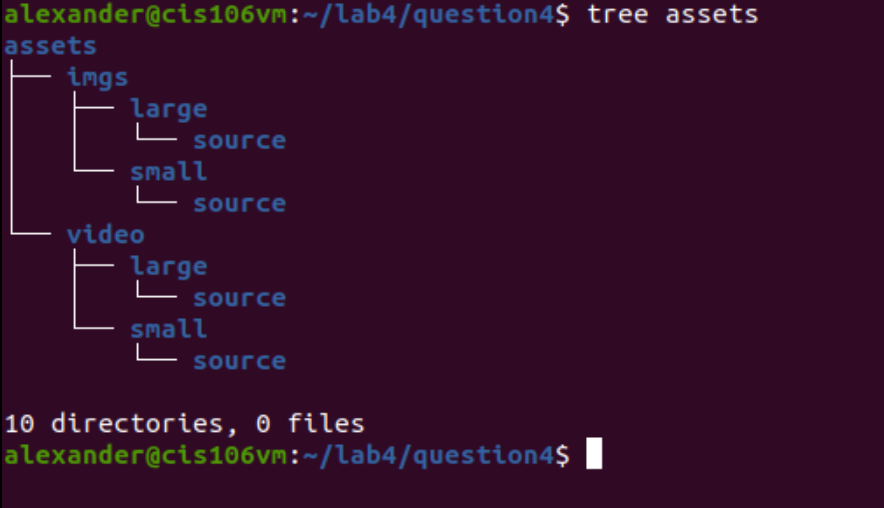 alexander@cis106vm:~/lab4/question4$ tree assets
assets
├── imgs
│   ├── large
│   │   └── source
│   └── small
│       └── source
└── video
    ├── large
    │   └── source
    └── small
        └── source
10 directories, 0 files
alexander@cis106vm:~/lab4/question4$